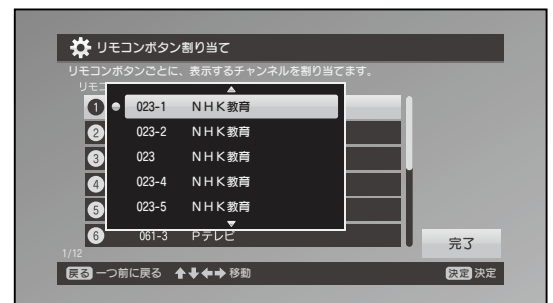 リモコンボタン割り当て
リモコンボタンごとに、表示するチャンネルを割り当てます。
リモコ
1 023-1 NHK教育
2 023-2 NHK教育
3 023 NHK教育
4 023-4 NHK教育
5 023-5 NHK教育
6 061-3 Pテレビ
1/12
完了
戻る 一つ前に戻る 移動 決定 決定